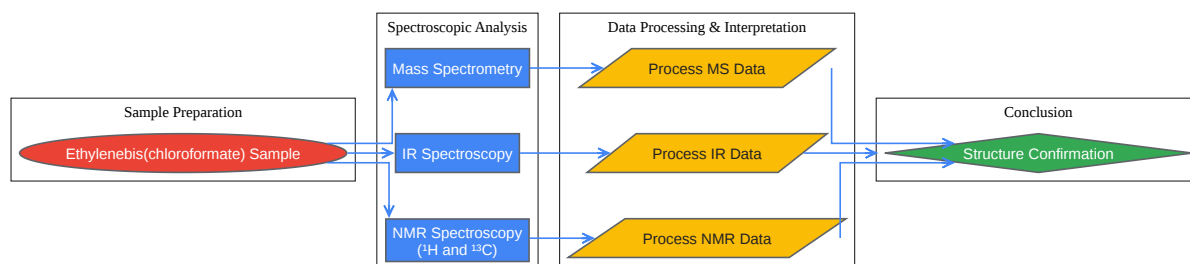 Sample Preparation
Ethylenebis(chloroformate) Sample
Spectroscopic Analysis
Mass Spectrometry
IR Spectroscopy
NMR Spectroscopy
(¹H and ¹³C)
Data Processing & Interpretation
Process MS Data
Process IR Data
Process NMR Data
Conclusion
Structure Confirmation